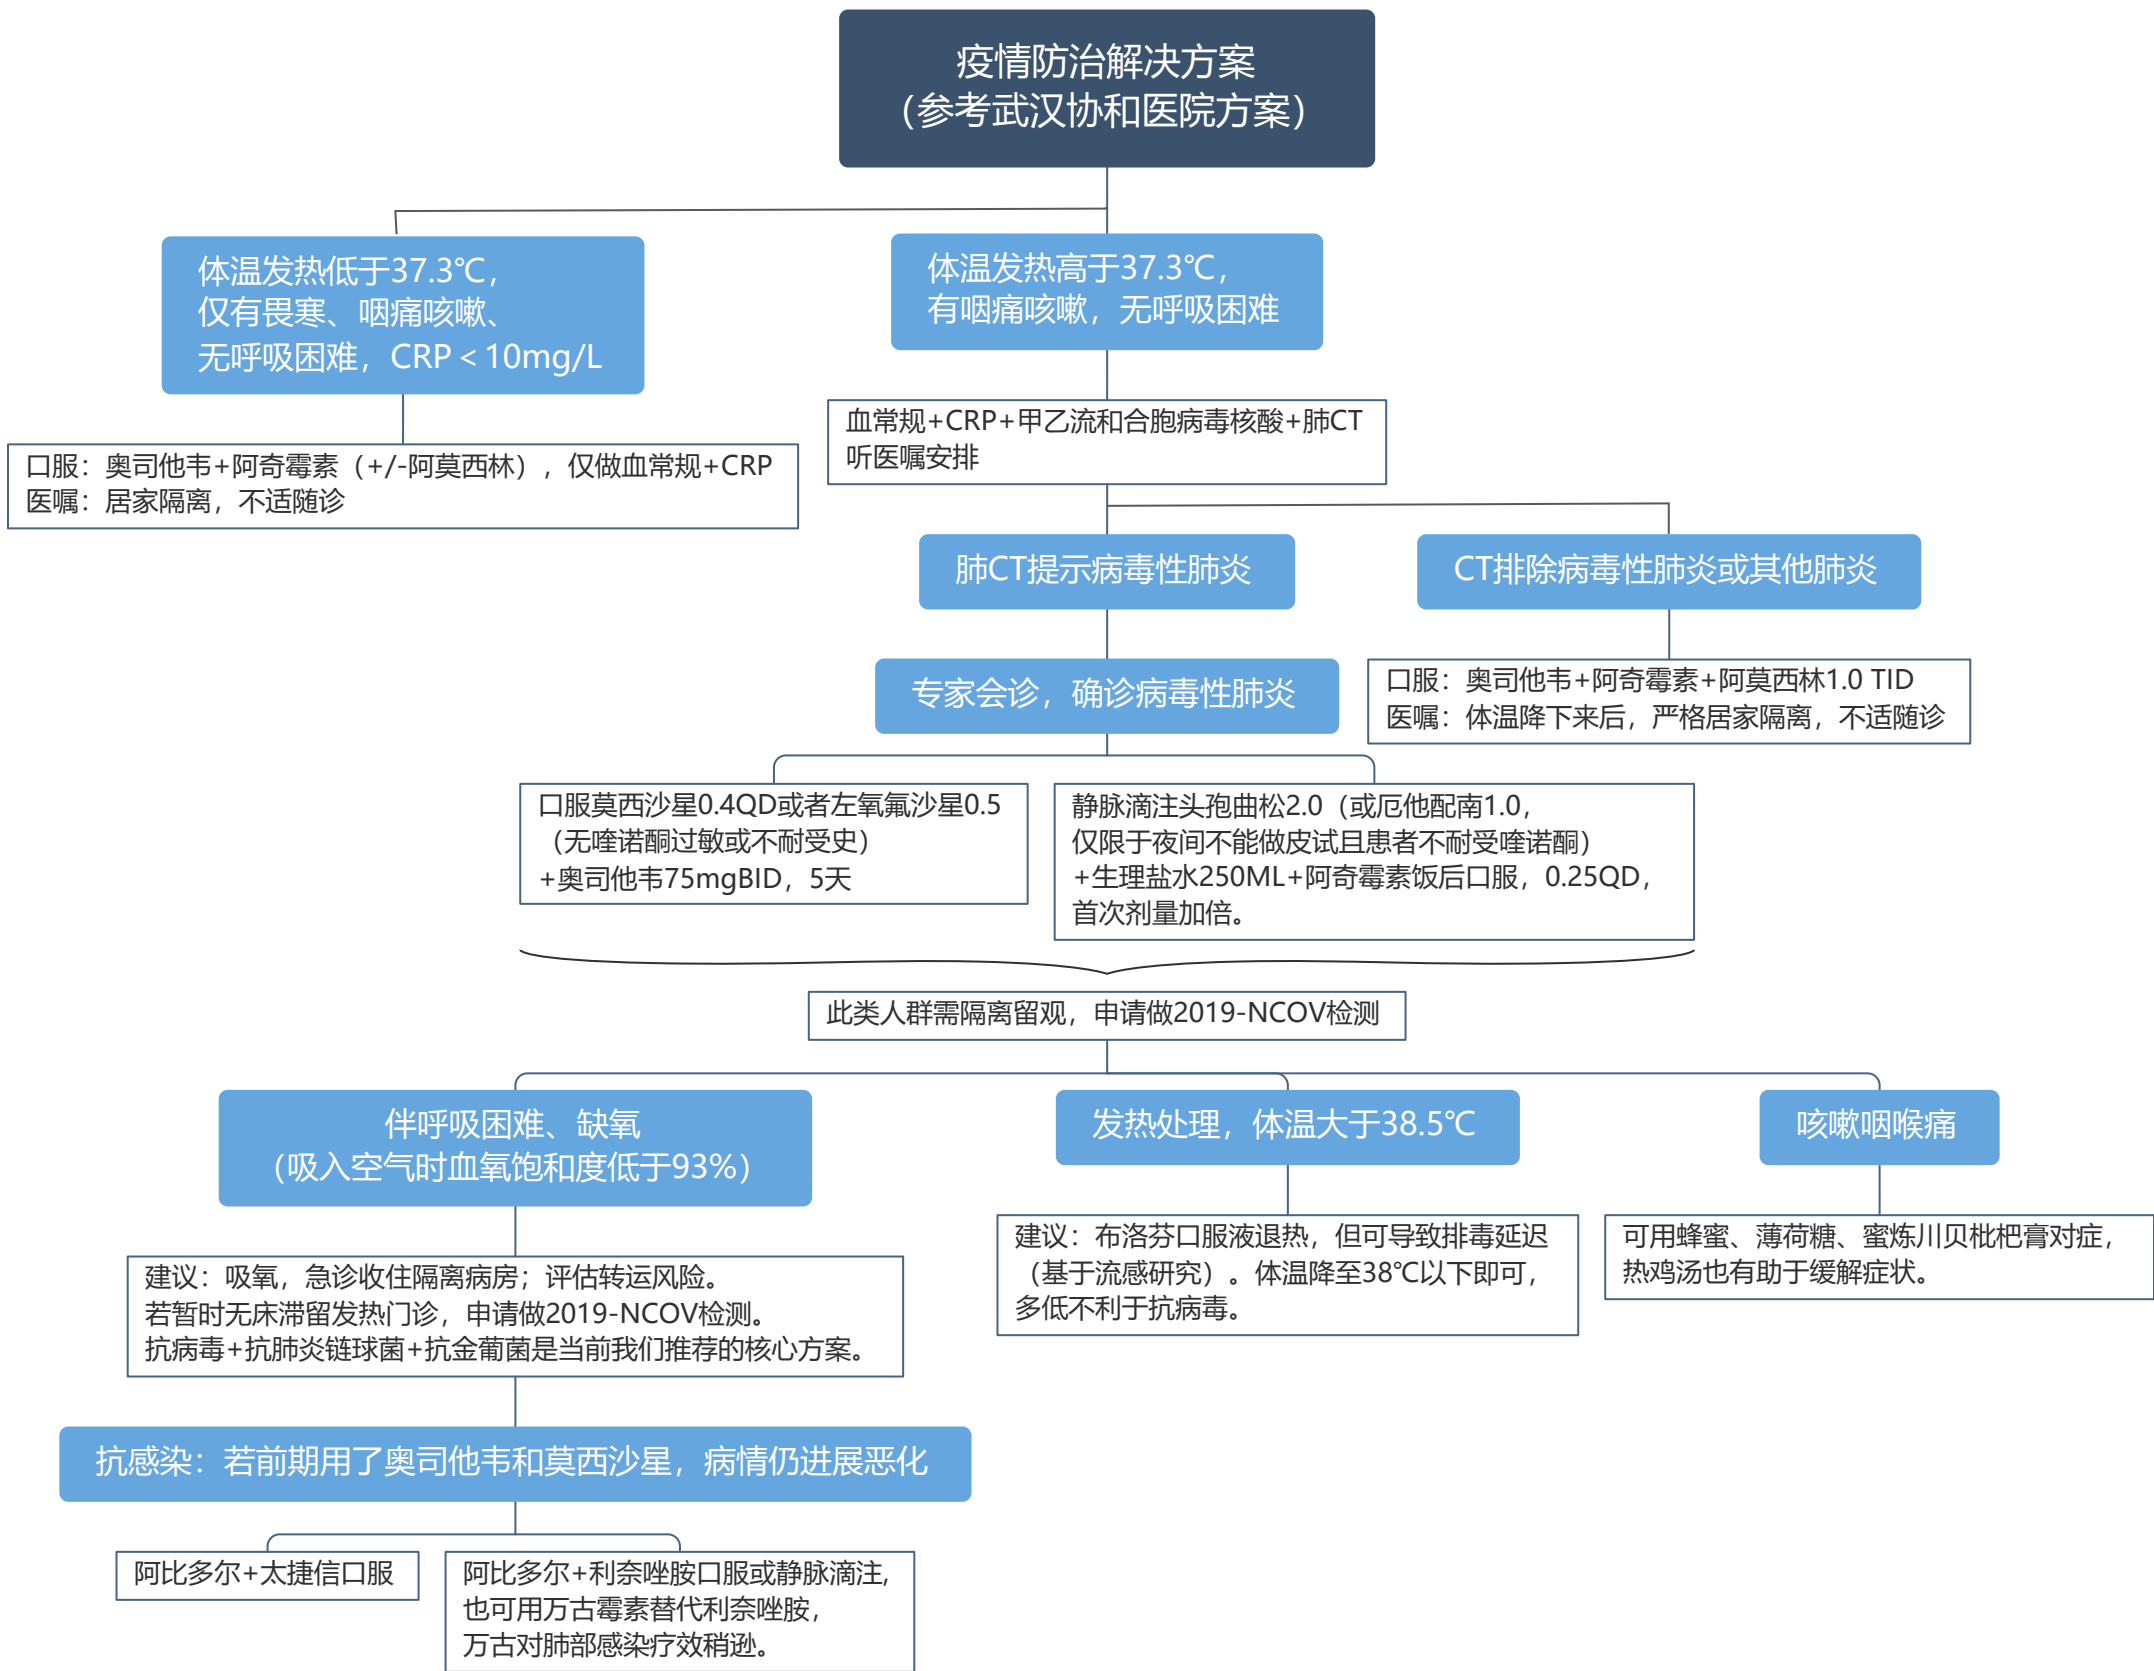 疫情防治解决方案
（参考武汉协和医院方案）
体温发热低于37.3℃，
仅有畏寒、咽痛咳嗽、
无呼吸困难，CRP＜10mg/L
体温发热高于37.3℃，
有咽痛咳嗽，无呼吸困难
口服：奥司他韦+阿奇霉素（+/-阿莫西林），仅做血常规+CRP
医嘱：居家隔离，不适随诊
血常规+CRP+甲乙流和合胞病毒核酸+肺CT
听医嘱安排
肺CT提示病毒性肺炎
CT排除病毒性肺炎或其他肺炎
专家会诊，确诊病毒性肺炎
口服：奥司他韦+阿奇霉素+阿莫西林1.0 TID
医嘱：体温降下来后，严格居家隔离，不适随诊
口服莫西沙星0.4QD或者左氧氟沙星0.5
（无喹诺酮过敏或不耐受史）
+奥司他韦75mgBID，5天
静脉滴注头孢曲松2.0（或厄他配南1.0，
仅限于夜间不能做皮试且患者不耐受喹诺酮）
+生理盐水250ML+阿奇霉素饭后口服，0.25QD，
首次剂量加倍。
此类人群需隔离留观，申请做2019-NCOV检测
伴呼吸困难、缺氧
（吸入空气时血氧饱和度低于93%）
发热处理，体温大于38.5℃
咳嗽咽喉痛
建议：吸氧，急诊收住隔离病房；评估转运风险。
若暂时无床滞留发热门诊，申请做2019-NCOV检测。
抗病毒+抗肺炎链球菌+抗金葡菌是当前我们推荐的核心方案。
建议：布洛芬口服液退热，但可导致排毒延迟
（基于流感研究）。体温降至38℃以下即可，
多低不利于抗病毒。
可用蜂蜜、薄荷糖、蜜炼川贝枇杷膏对症，
热鸡汤也有助于缓解症状。
抗感染：若前期用了奥司他韦和莫西沙星，病情仍进展恶化
阿比多尔+太捷信口服
阿比多尔+利奈唑胺口服或静脉滴注,
也可用万古霉素替代利奈唑胺，
万古对肺部感染疗效稍逊。